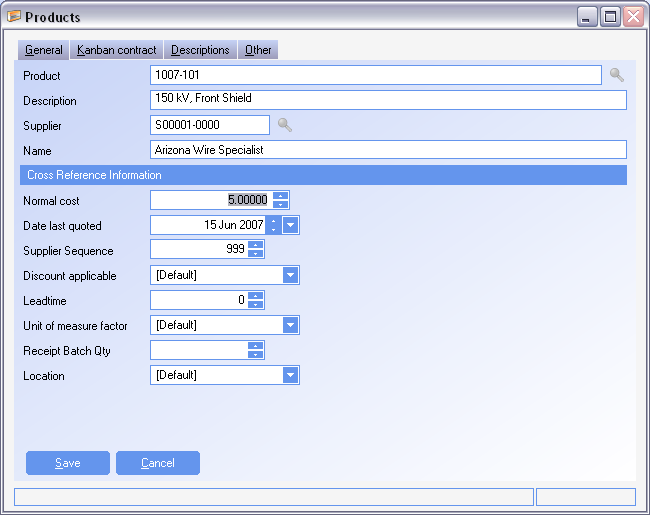 Products
General Kanban contract Descriptions Other
Product 1007-101
Description 150 kV, Front Shield
Supplier S00001-0000
Name Arizona Wire Specialist
Cross Reference Information
Normal cost 5.00000
Date last quoted 15 Jun 2007
Supplier Sequence 999
Discount applicable [Default]
Leadtime 0
Unit of measure factor [Default]
Receipt Batch Qty
Location [Default]
Save Cancel